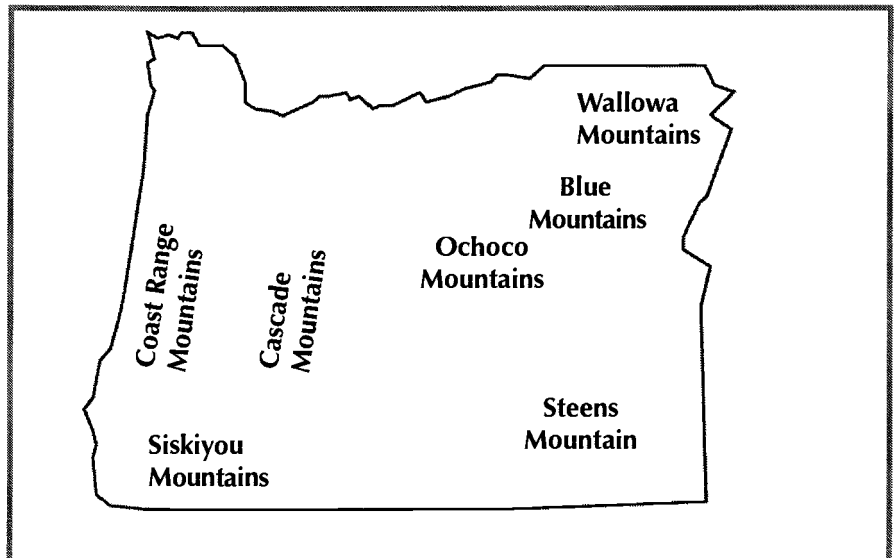 Wallowa
Mountains
Blue
Mountains
Ochoco
Mountains
Coast Range
Mountains
Cascade
Mountains
Steens
Mountain
Siskiyou
Mountains